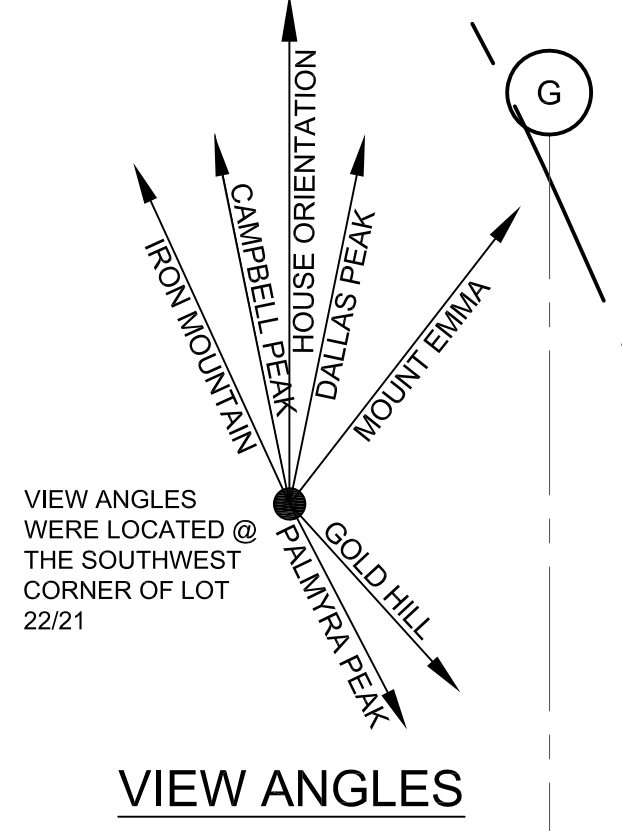 G
HOUSE ORIENTATION
CAMPBELL PEAK
DALLAS PEAK
IRON MOUNTAIN
MOUNT EMMA
VIEW ANGLES
WERE LOCATED @
THE SOUTHWEST
CORNER OF LOT
22/21
GOLD HILL
PALMYRA PEAK
VIEW ANGLES